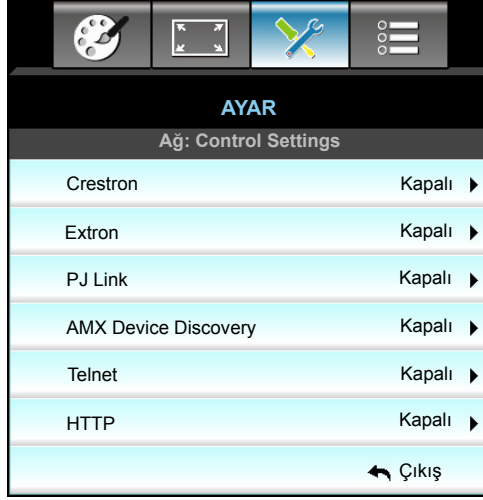 AYAR
Ağ: Control Settings
Crestron Kapalı
Extron Kapalı
PJ Link Kapalı
AMX Device Discovery Kapalı
Telnet Kapalı
HTTP Kapalı
Çıkış